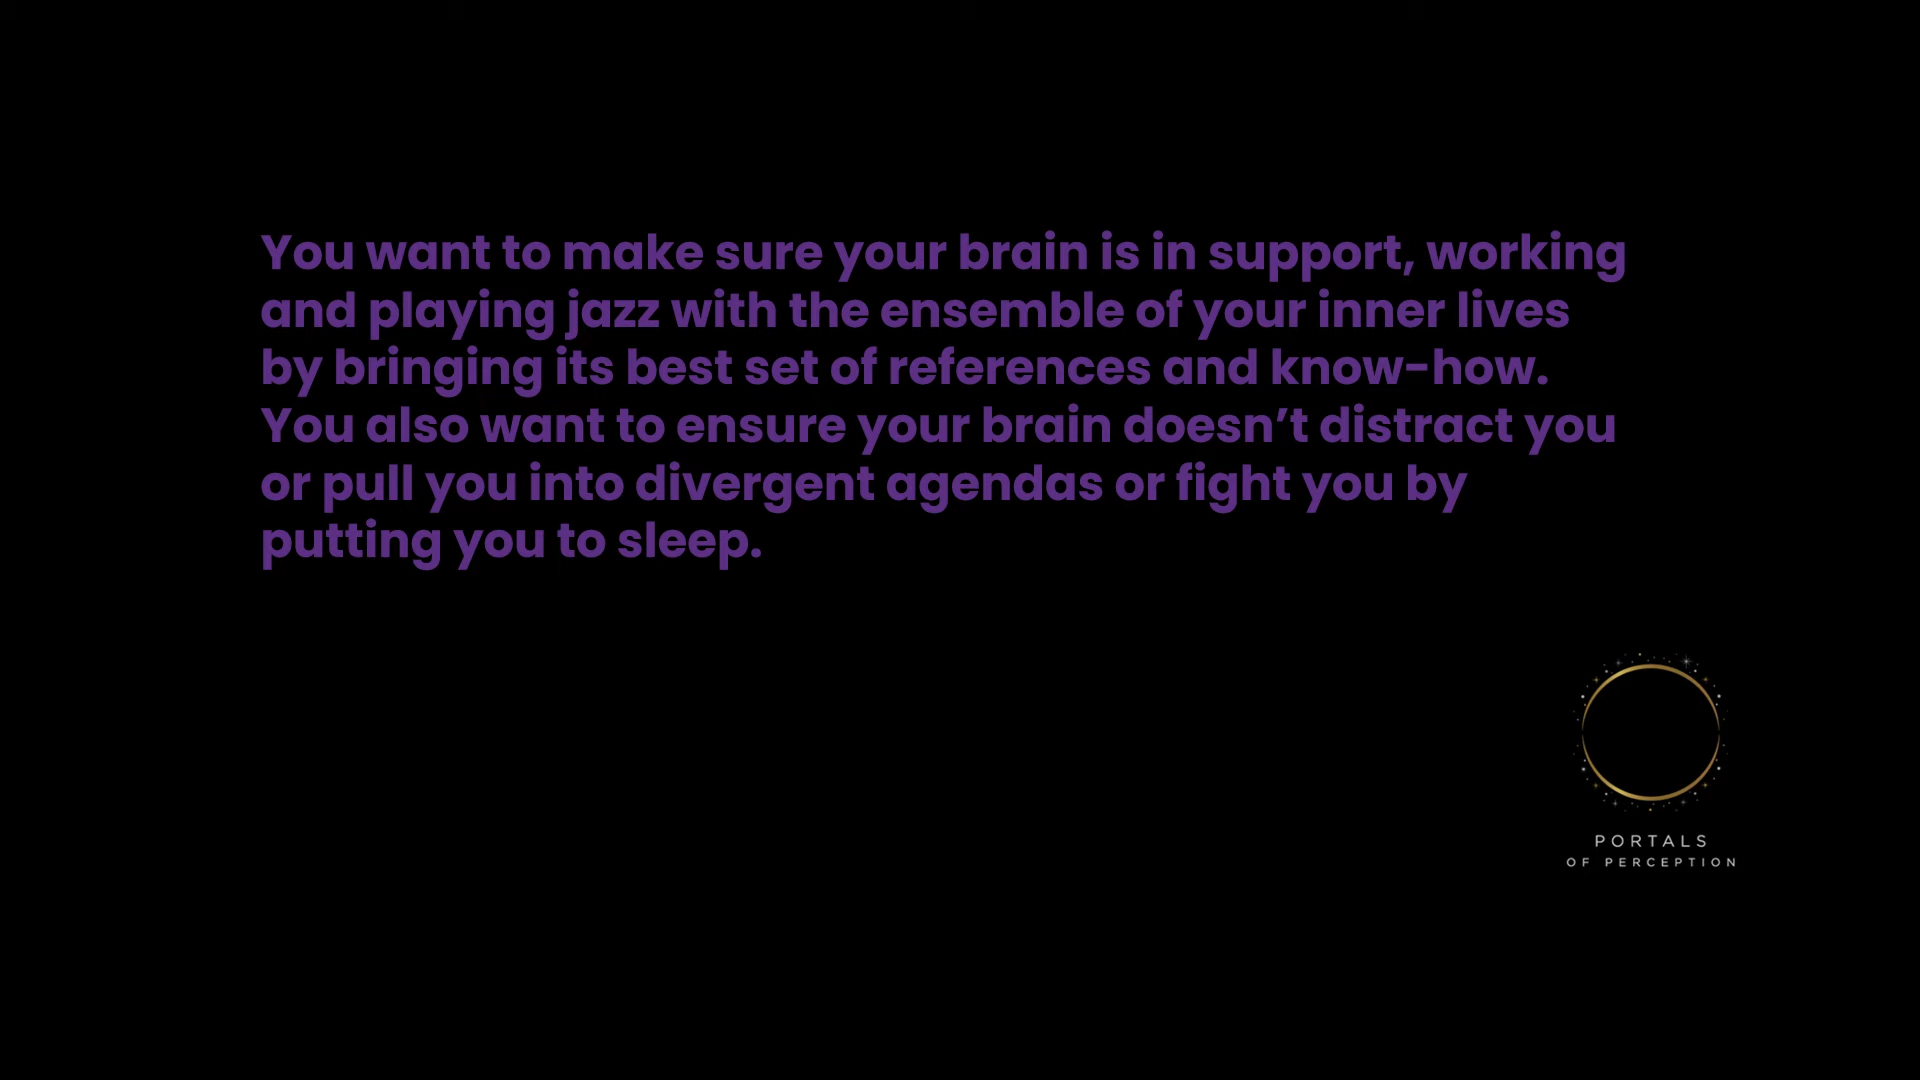 You want to make sure your brain is in support, working
and playing jazz with the ensemble of your inner lives
by bringing its best set of references and know-how.
You also want to ensure your brain doesn’t distract you
or pull you into divergent agendas or fight you by
putting you to sleep.
PORTALS
OF PERCEPTION